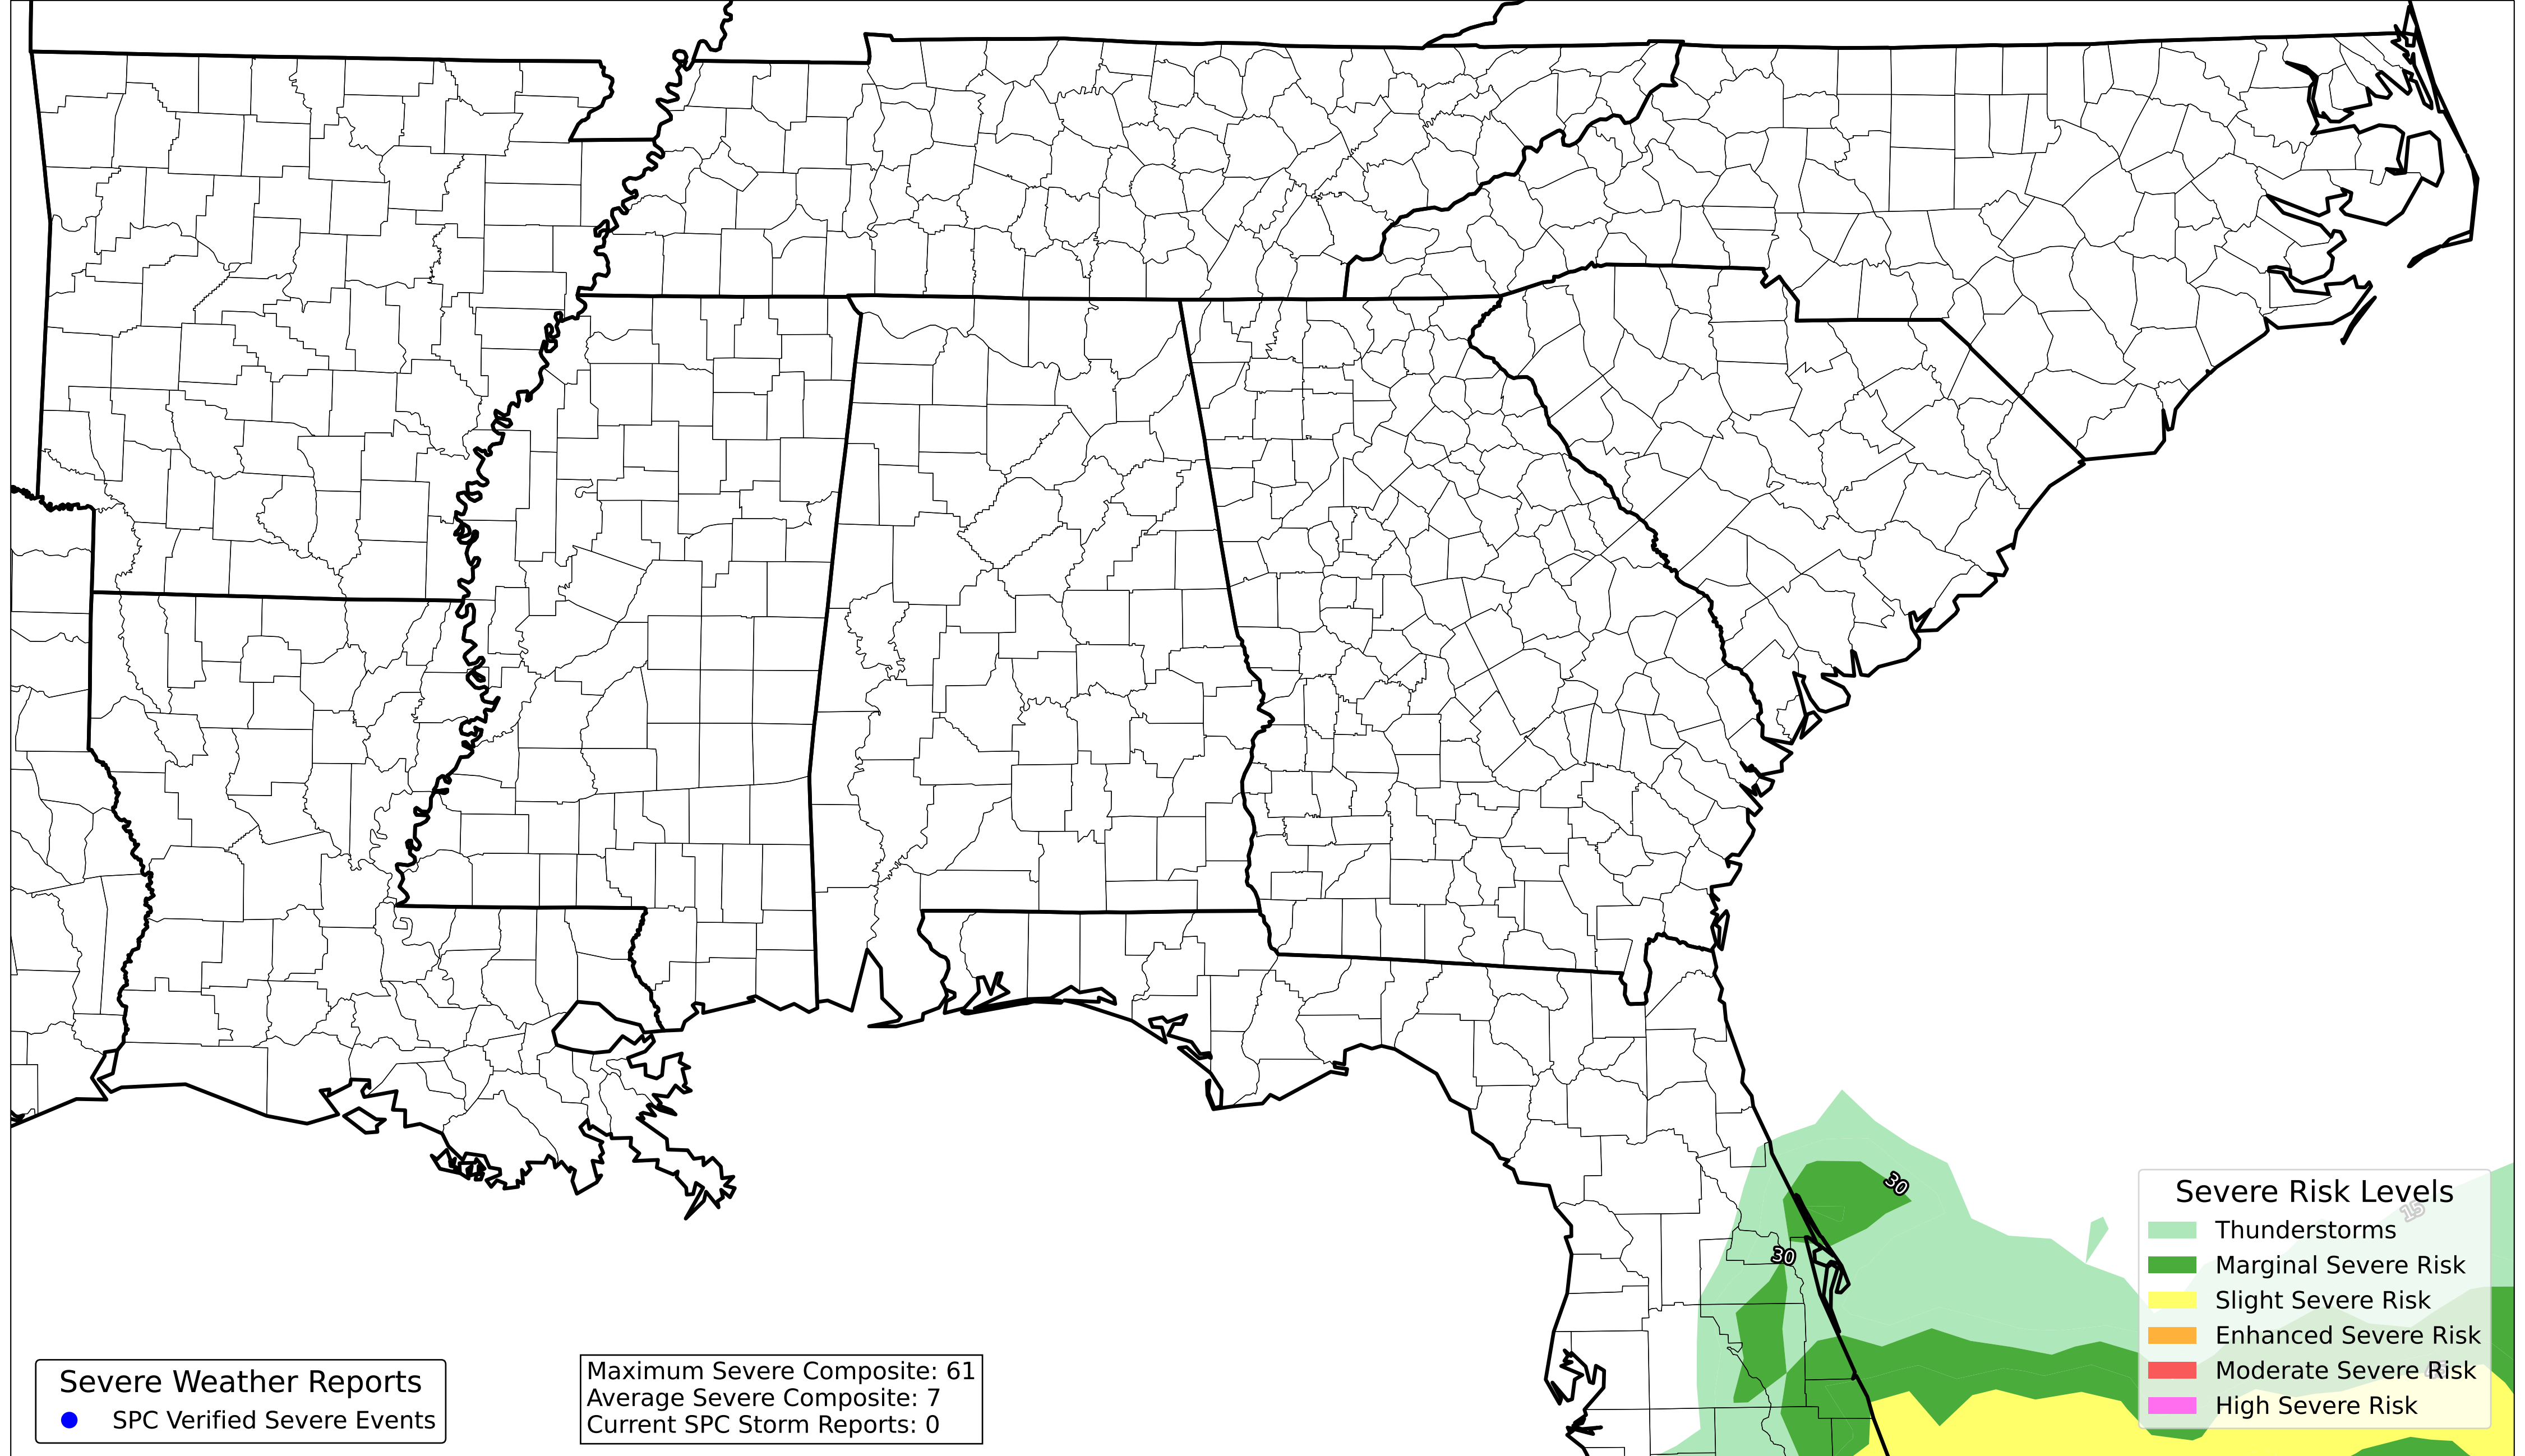 30
30
15
Severe Risk Levels
Thunderstorms
Marginal Severe Risk
Slight Severe Risk
Enhanced Severe Risk
Moderate Severe Risk
High Severe Risk
Severe Weather Reports
SPC Verified Severe Events
Maximum Severe Composite: 61
Average Severe Composite: 7
Current SPC Storm Reports: 0